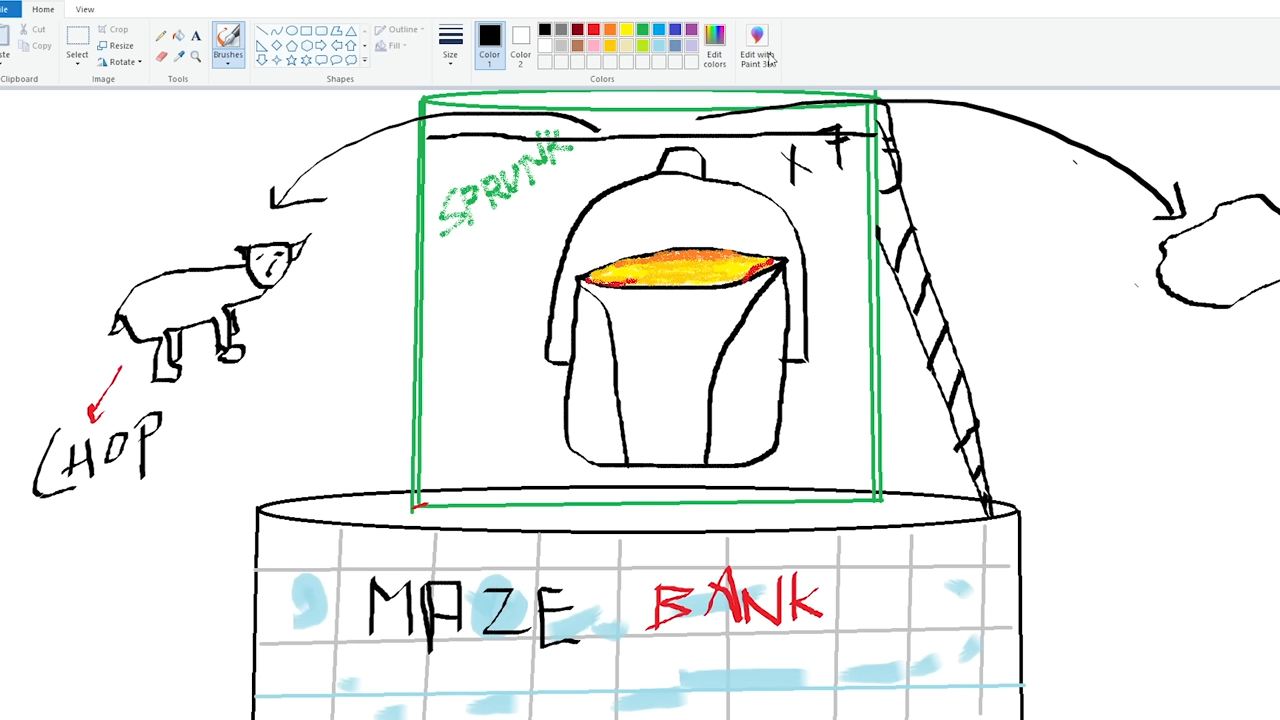 File
Home
View
Cut
Copy
Clipboard
Select
Crop
Resize
Rotate
Image
A
Tools
Brushes
Outline
Fill
Shapes
Size
Color
1
Color
2
Edit
colors
Colors
Edit with
Paint 3D
SPRUNK
CHOP
MAZE BANK